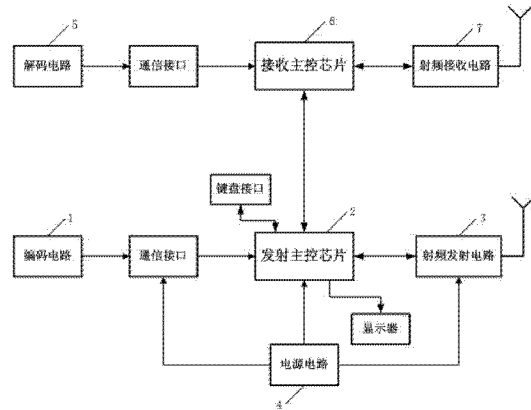 5
6
7
解码电路
通信接口
接收主控芯片
射频接收电路
键盘接口
1
2
3
编码电路
通信接口
发射主控芯片
射频发射电路
显示器
电源电路
4